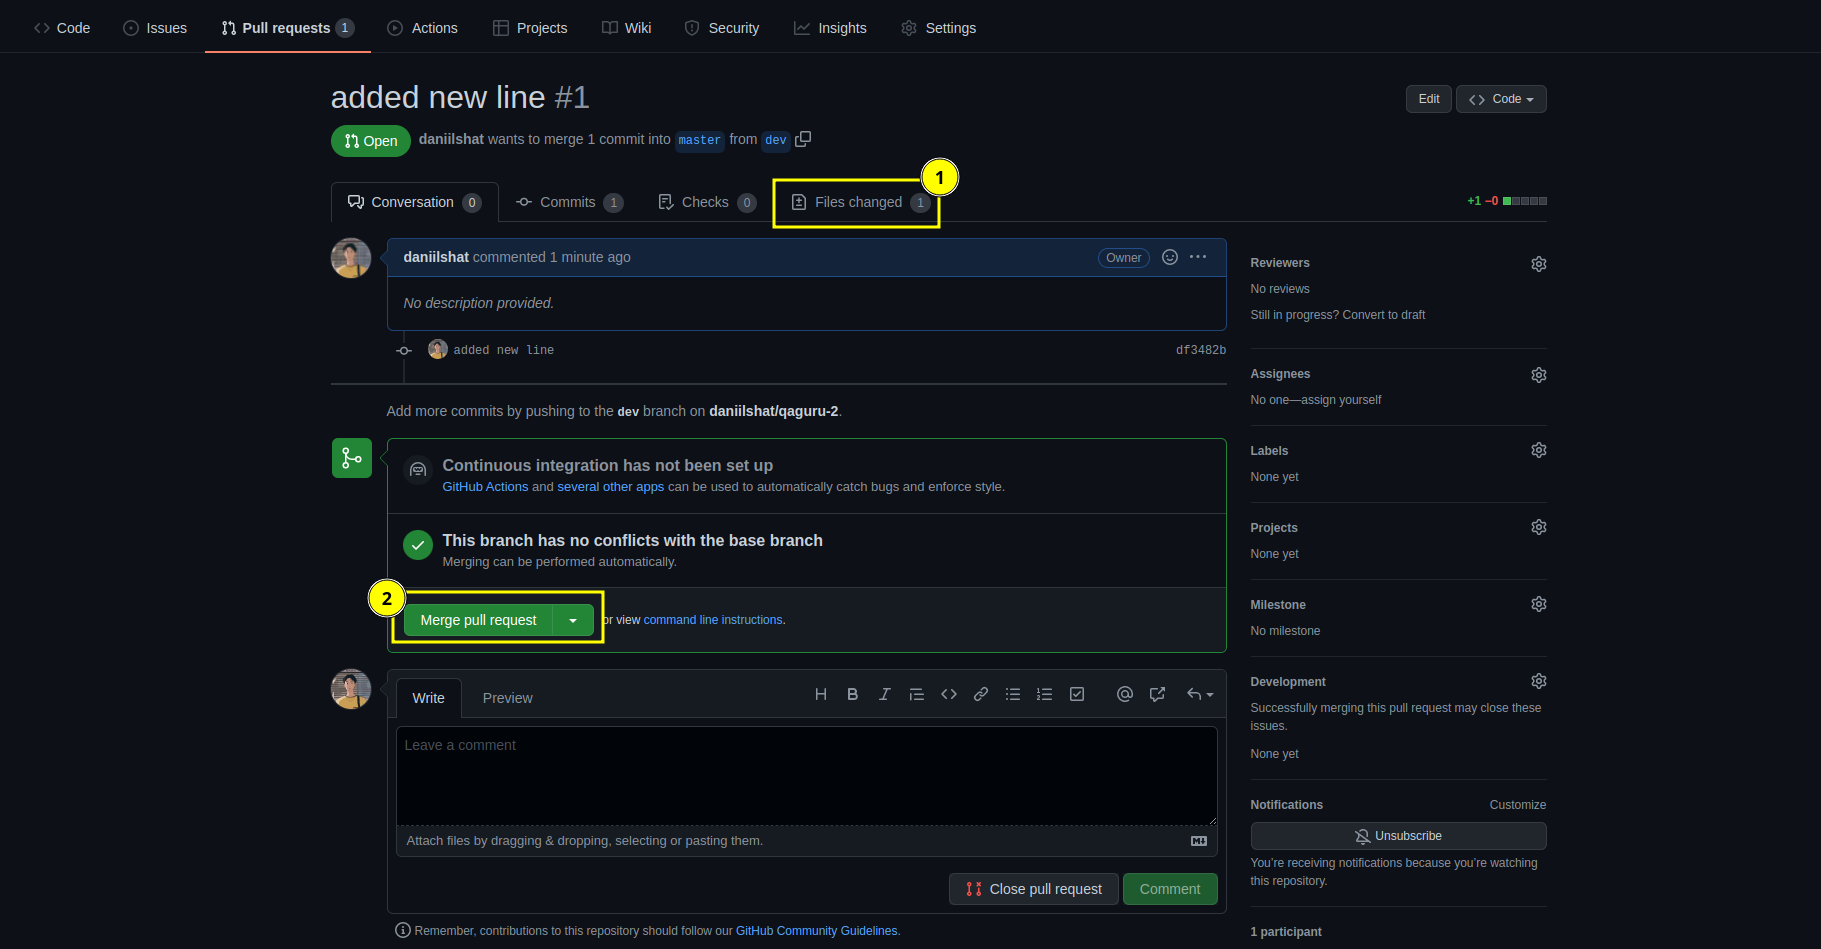 Code Issues Pull requests 1 Actions Projects Wiki Security Insights Settings
added new line #1
Edit Code
Open daniilshat wants to merge 1 commit into master from dev
1
Conversation 0 Commits 1 Checks 0 Files changed 1
+1 −0
daniilshat commented 1 minute ago Owner
No description provided.
added new line df3482b
Add more commits by pushing to the dev branch on daniilshat/qaguru-2.
Continuous integration has not been set up
GitHub Actions and several other apps can be used to automatically catch bugs and enforce style.
This branch has no conflicts with the base branch
Merging can be performed automatically.
2
Merge pull request or view command line instructions.
Write Preview
Leave a comment
Attach files by dragging & dropping, selecting or pasting them.
Close pull request Comment
Remember, contributions to this repository should follow our GitHub Community Guidelines.
Reviewers
No reviews
Still in progress? Convert to draft
Assignees
No one—assign yourself
Labels
None yet
Projects
None yet
Milestone
No milestone
Development
Successfully merging this pull request may close these
issues.
None yet
Notifications Customize
Unsubscribe
You're receiving notifications because you're watching
this repository.
1 participant